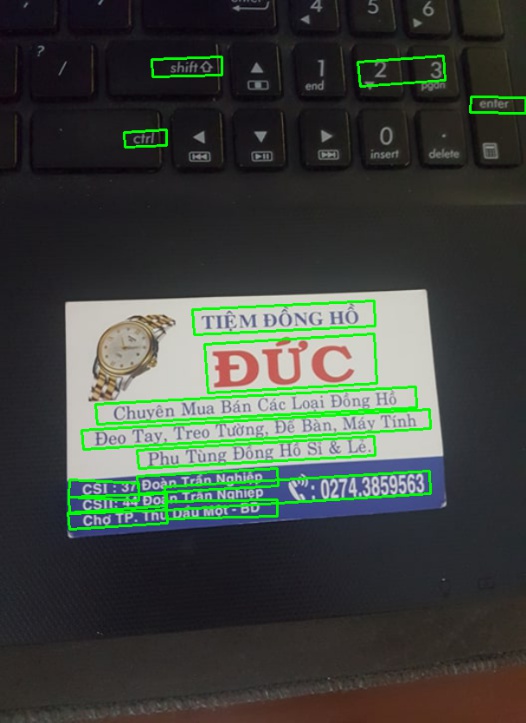 4 5 6
? / shift 1 end 2 3 pgdn enter
ctrl 0 insert . delete
TIỆM ĐỒNG HỒ
ĐỨC
Chuyên Mua Bán Các Loại Đồng Hồ
Đeo Tay, Treo Tường, Để Bàn, Máy Tính
Phụ Tùng Đồng Hồ Sỉ & Lẻ.
CSI : 37 Đoàn Trần Nghiệp
CSII: 44 Đoàn Trần Nghiệp
Chợ TP. Thủ Dầu Một - BD
: 0274.3859563